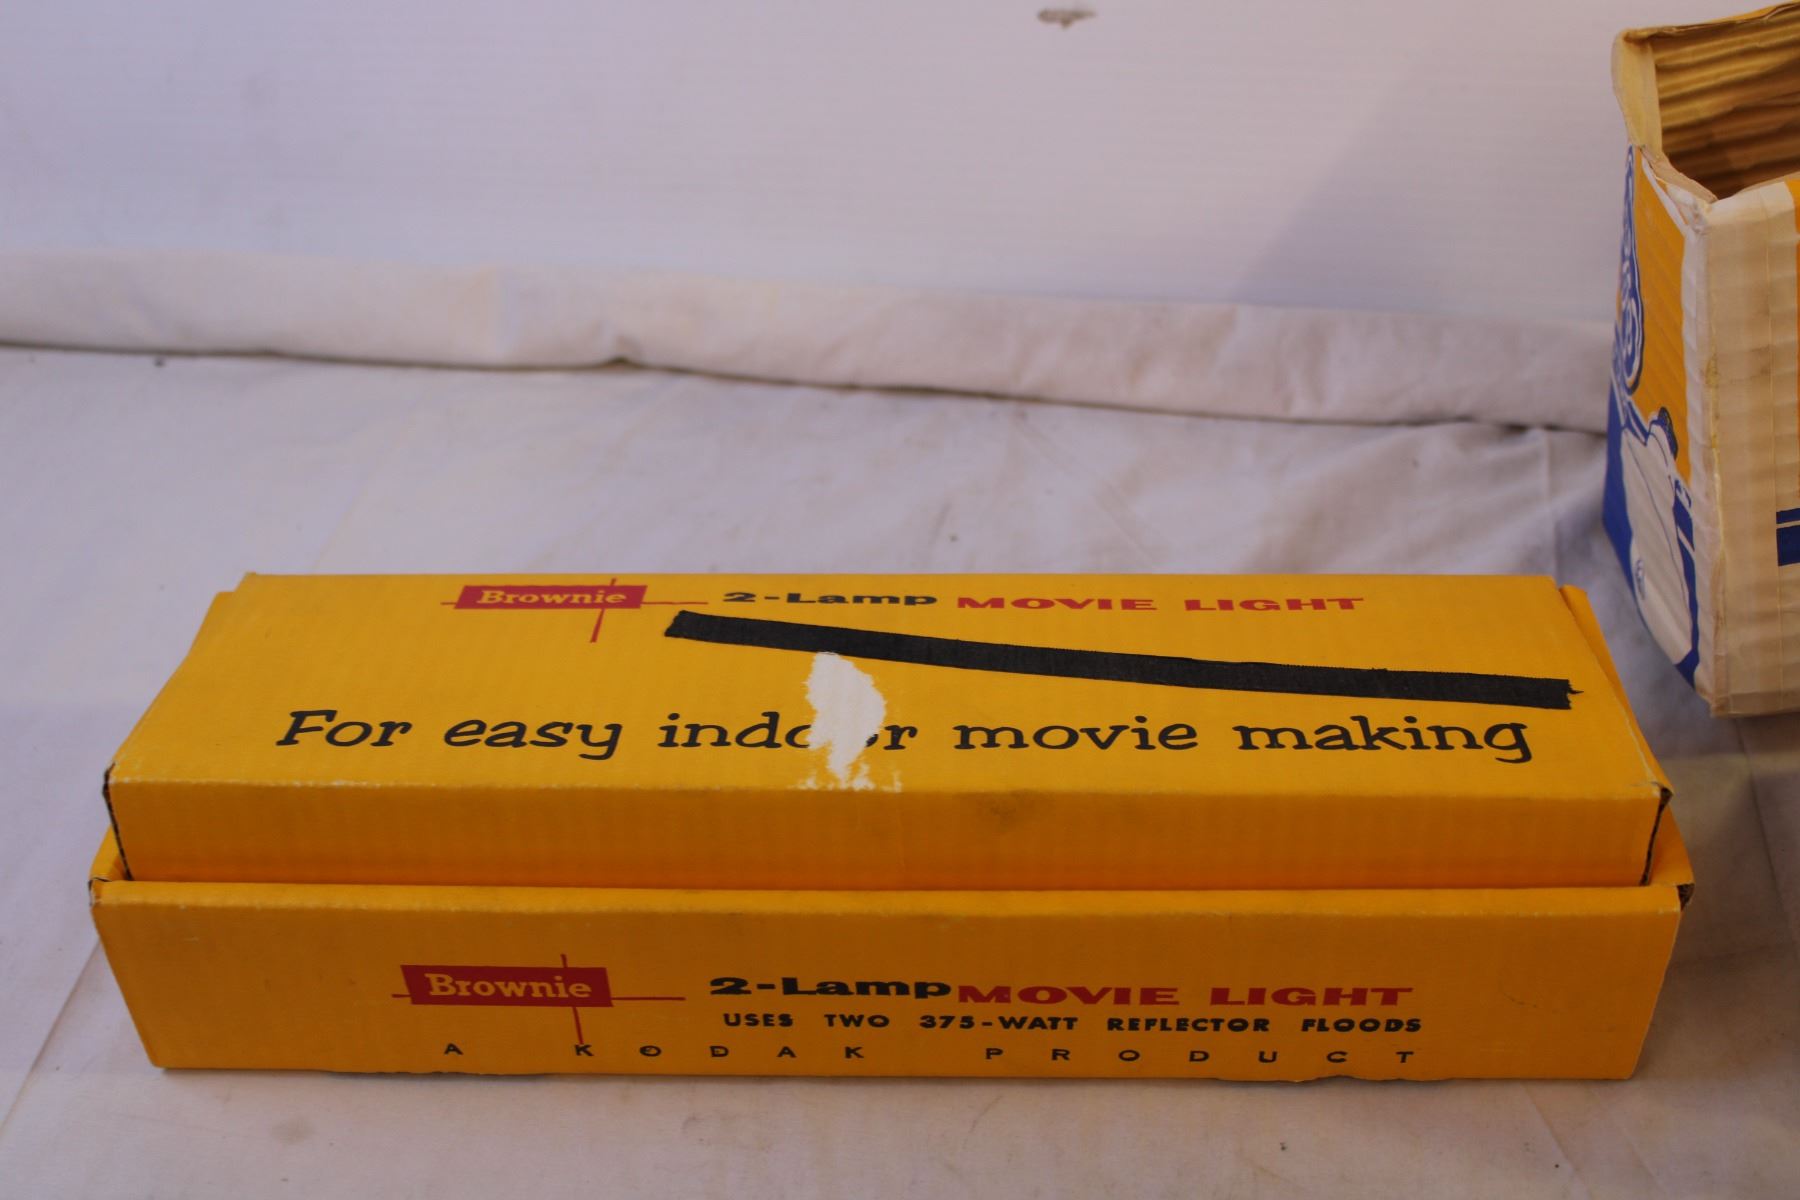 Brownie 2-Lamp MOVIE LIGHT
For easy indoor movie making
Brownie 2-Lamp MOVIE LIGHT
USES TWO 375-WATT REFLECTOR FLOODS
A KODAK PRODUCT